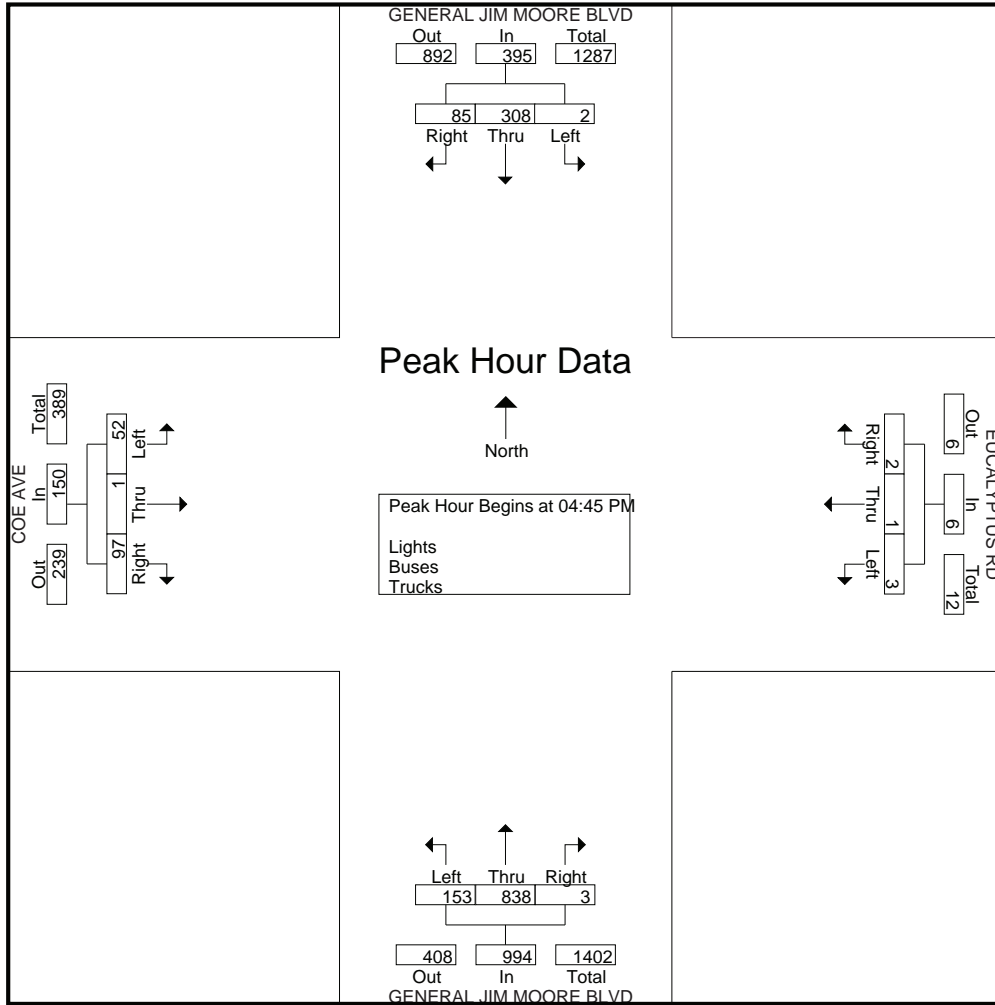 GENERAL JIM MOORE BLVD
Out In Total
892 395 1287
85 308 2
Right Thru Left
Peak Hour Data
North
Peak Hour Begins at 04:45 PM
Lights
Buses
Trucks
COE AVE
Out In Total
239 150 389
97 1 52
Right Thru Left
EUCALYPTUS RD
Out In Total
6 6 12
2 1 3
Right Thru Left
Left Thru Right
153 838 3
408 994 1402
Out In Total
GENERAL JIM MOORE BLVD